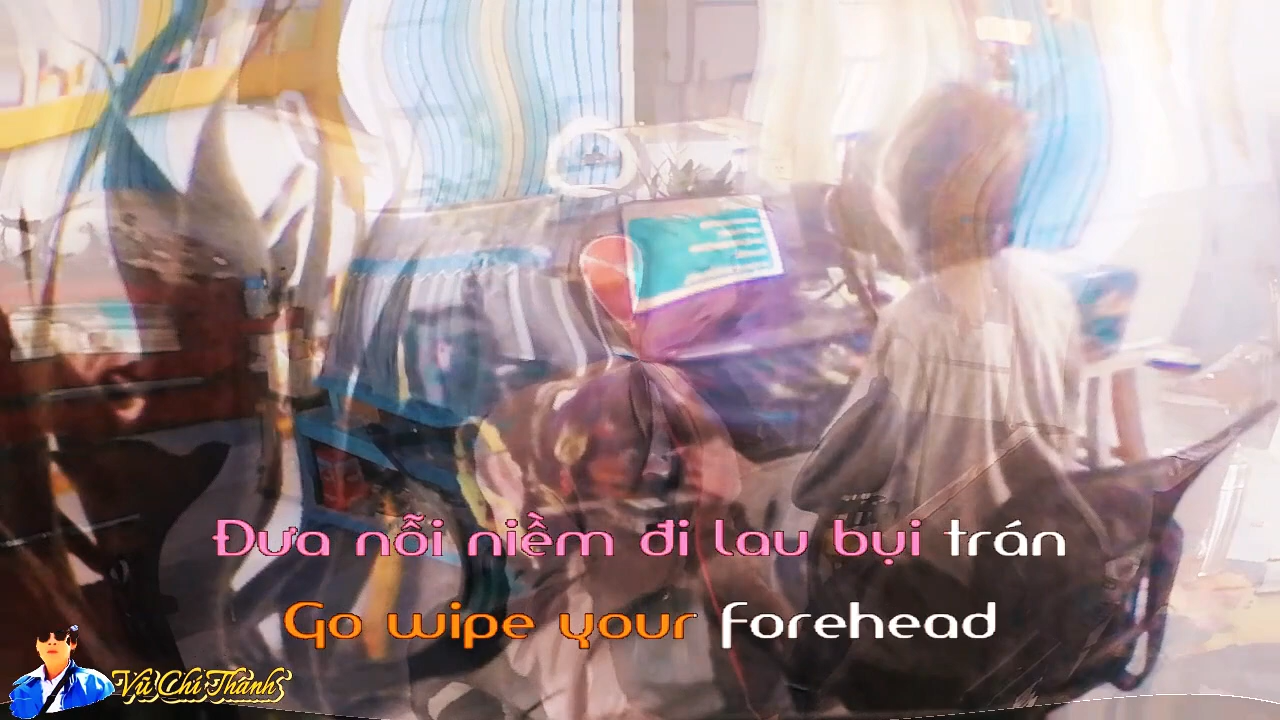 Đưa nỗi niềm đi lau bụi trán
Go wipe your forehead
Vũ Chí Thành